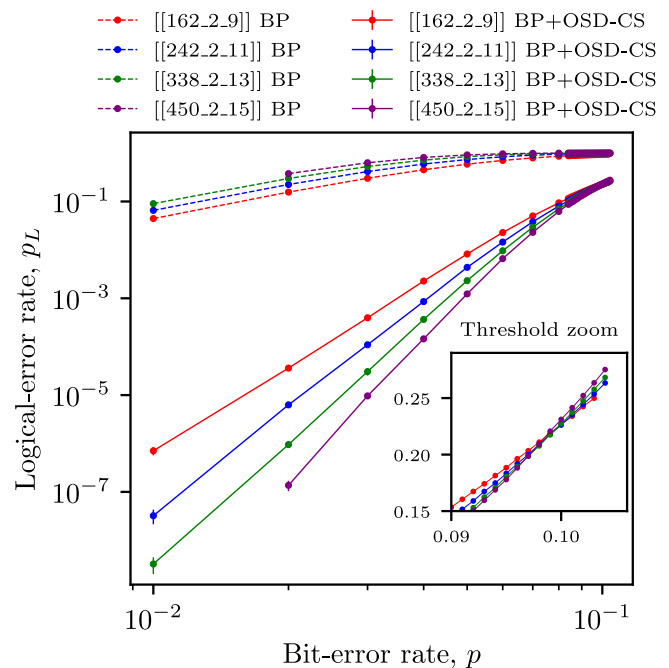 [[162_2_9]] BP
[[242_2_11]] BP
[[338_2_13]] BP
[[450_2_15]] BP
[[162_2_9]] BP+OSD-CS
[[242_2_11]] BP+OSD-CS
[[338_2_13]] BP+OSD-CS
[[450_2_15]] BP+OSD-CS
Logical-error rate, p_L
10^{-1}
10^{-3}
10^{-5}
10^{-7}
Threshold zoom
0.25
0.20
0.15
0.09
0.10
10^{-2}
10^{-1}
Bit-error rate, p